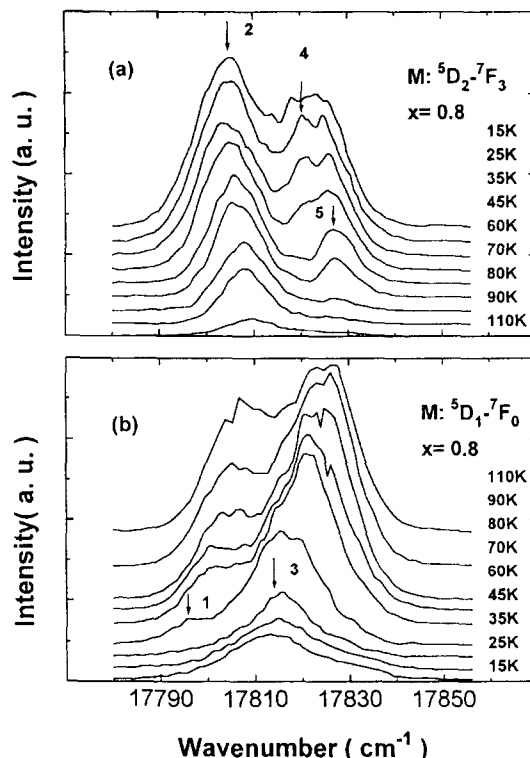 2
4
(a)
M: ⁵D₂-⁷F₃
x= 0.8
15K
25K
35K
45K
60K
70K
80K
90K
110K
5
Intensity (a. u.)
(b)
M: ⁵D₁-⁷F₀
x= 0.8
110K
90K
80K
70K
60K
45K
35K
25K
15K
1
3
Intensity( a. u.)
17790 17810 17830 17850
Wavenumber ( cm⁻¹ )